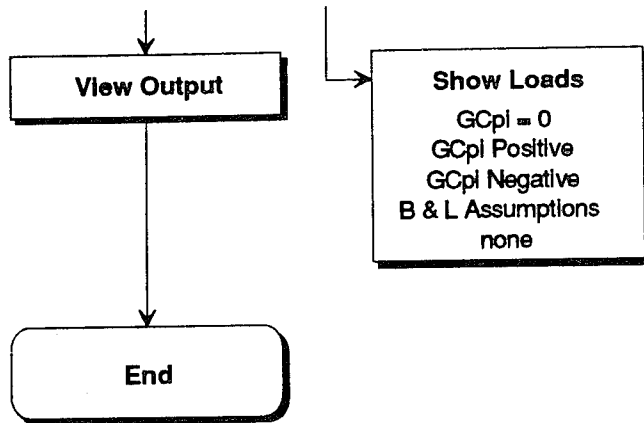 View Output
Show Loads
GCpi = 0
GCpi Positive
GCpi Negative
B & L Assumptions
none
End